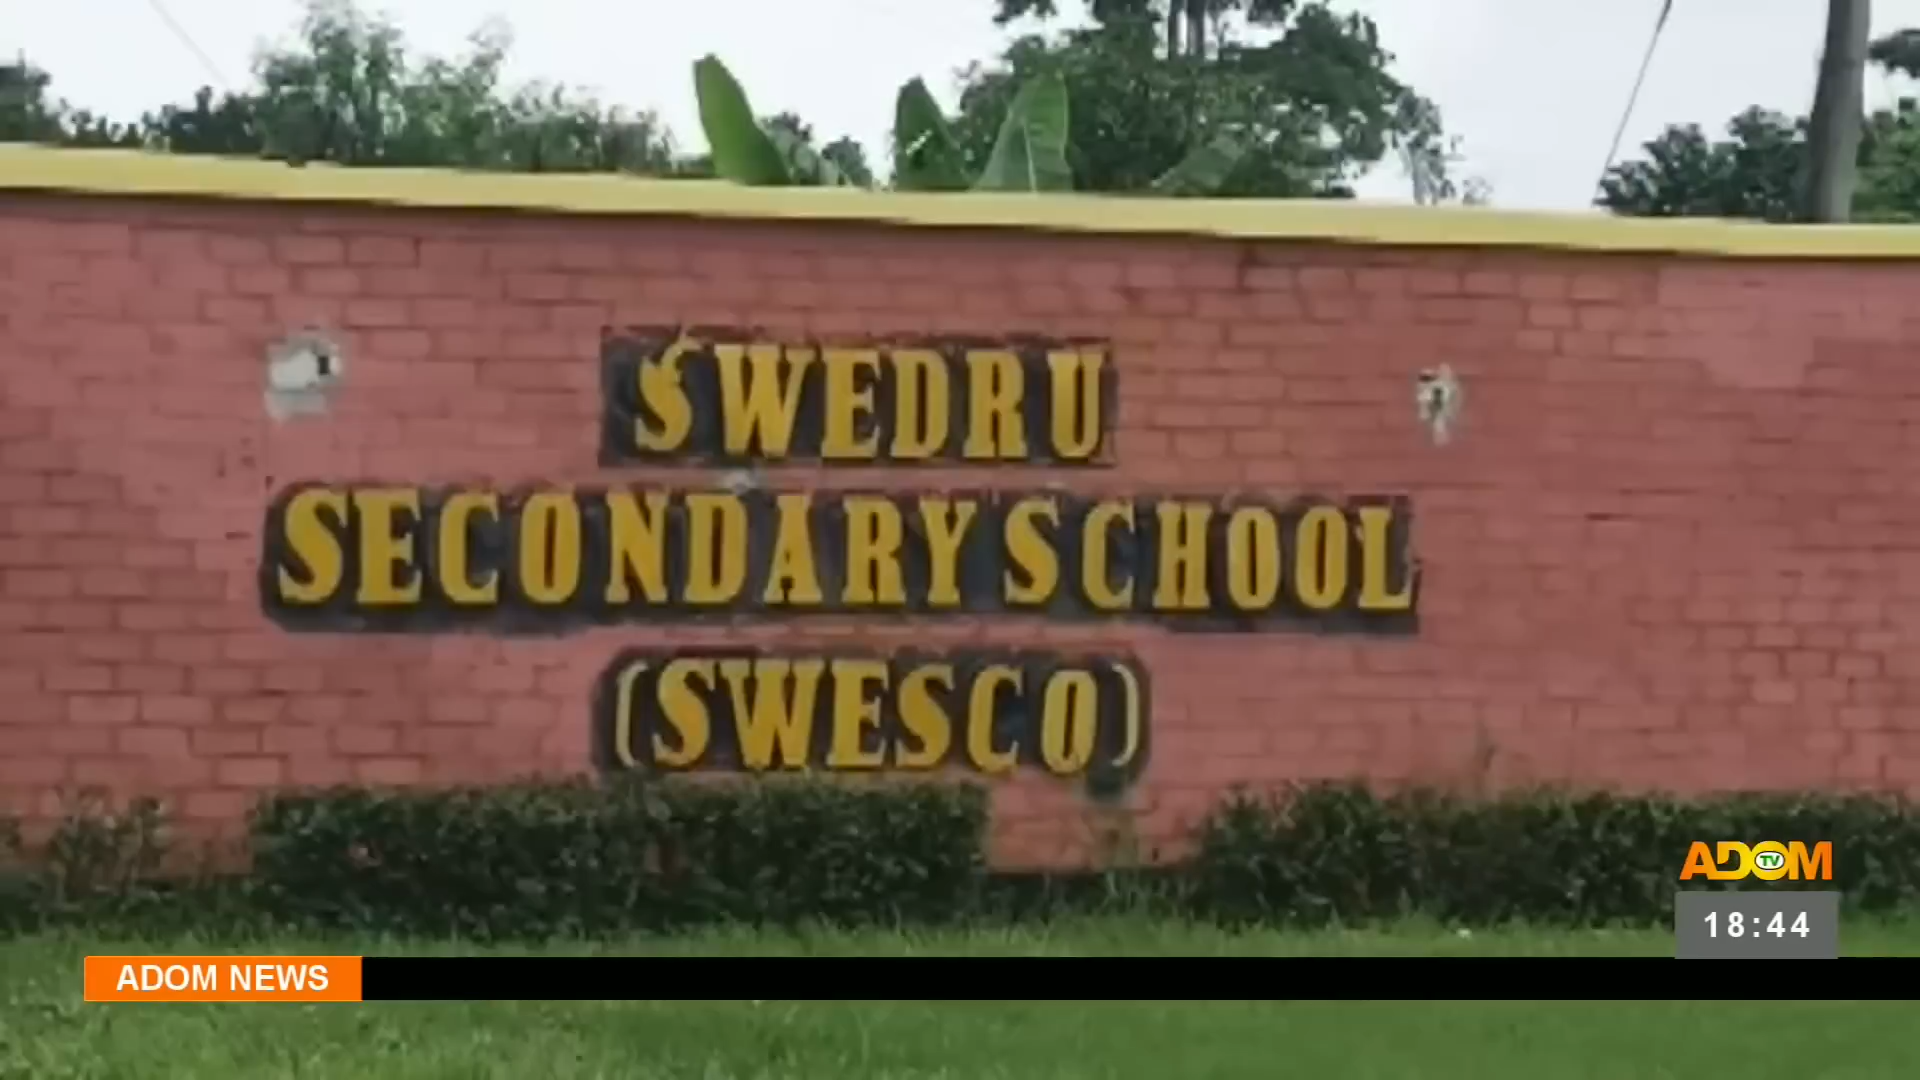 SWEDRU
SECONDARY SCHOOL
(SWESCO)
ADOM TV
18:44
ADOM NEWS